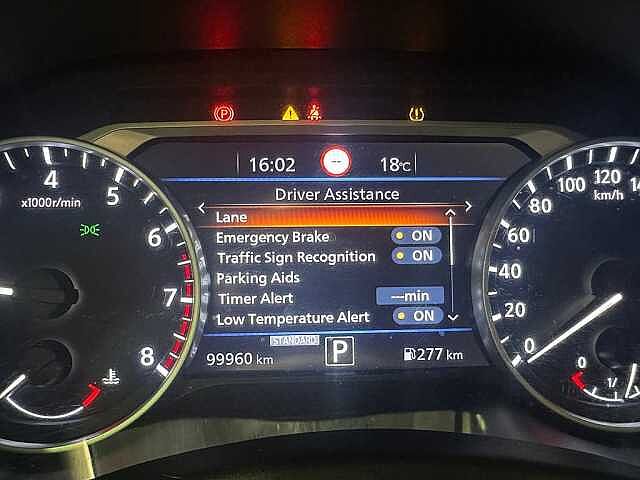 16:02 -- 18°C
Driver Assistance
Lane
Emergency Brake ON
Traffic Sign Recognition ON
Parking Aids
Timer Alert —min
Low Temperature Alert ON
STANDARD
99960 km P 277 km
4
5
6
7
8
x1000r/min
P
0
20
40
60
80
100
120
km/h
0